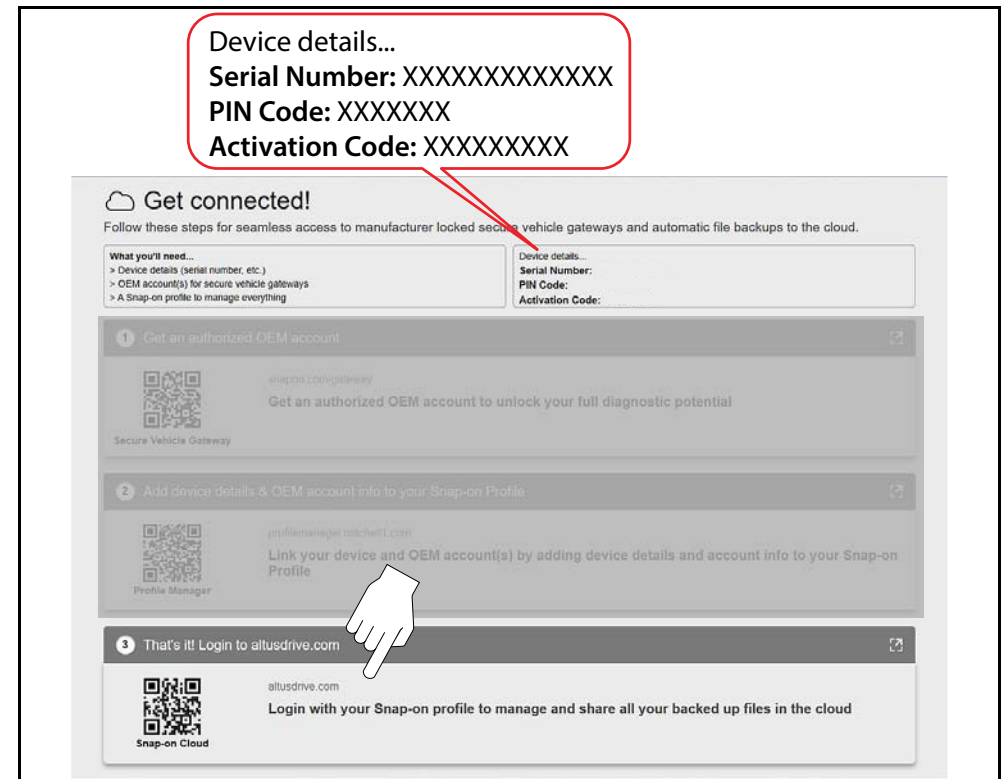 Device details...
Serial Number: XXXXXXXXXXXXX
PIN Code: XXXXXXX
Activation Code: XXXXXXXXX
Get connected!
Follow these steps for seamless access to manufacturer locked secure vehicle gateways and automatic file backups to the cloud.
What you'll need...
> Device details (serial number, etc.)
> OEM account(s) for secure vehicle gateways
> A Snap-on profile to manage everything
Device details...
Serial Number:
PIN Code:
Activation Code:
1 Get an authorized OEM account
snapon.com/gateway
Get an authorized OEM account to unlock your full diagnostic potential
Secure Vehicle Gateway
2 Add device details & OEM account info to your Snap-on Profile
profilemanager.mitchell1.com
Link your device and OEM account(s) by adding device details and account info to your Snap-on
Profile
Profile Manager
3 That's it! Login to altusdrive.com
altusdrive.com
Login with your Snap-on profile to manage and share all your backed up files in the cloud
Snap-on Cloud